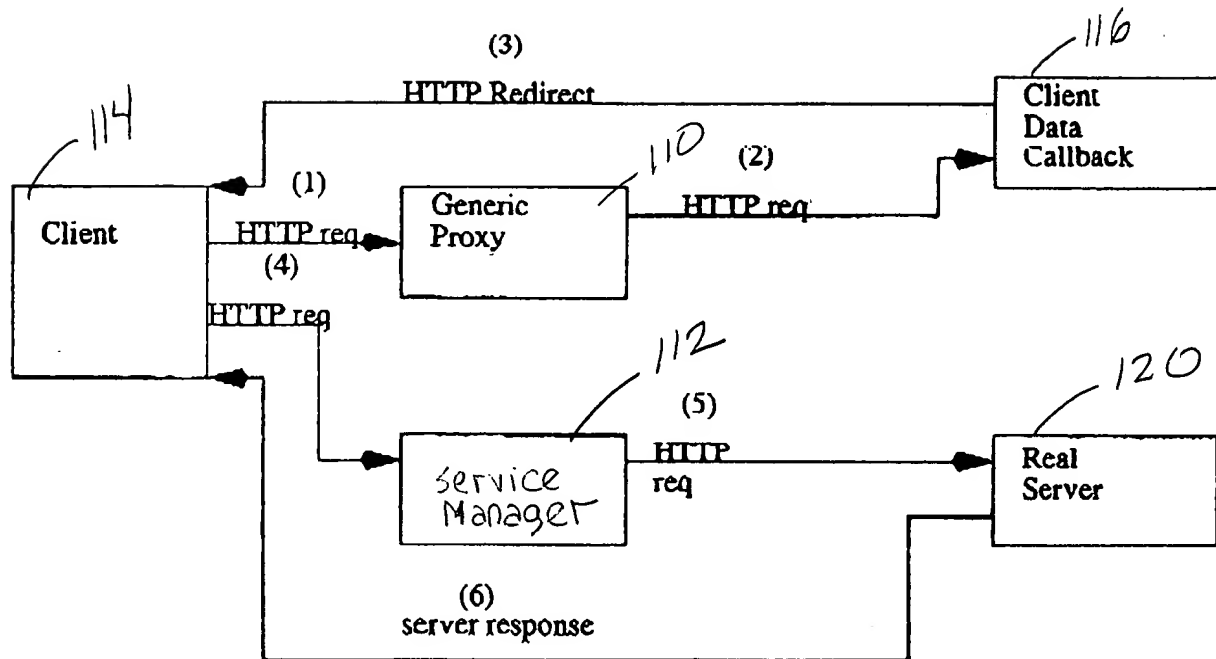 (3)
HTTP Redirect
116
Client
Data
Callback
114
(1)
110
(2)
Client
HTTP req
Generic
Proxy
HTTP req
(4)
HTTP req
112
120
(5)
Service
Manager
HTTP
req
Real
Server
(6)
server response